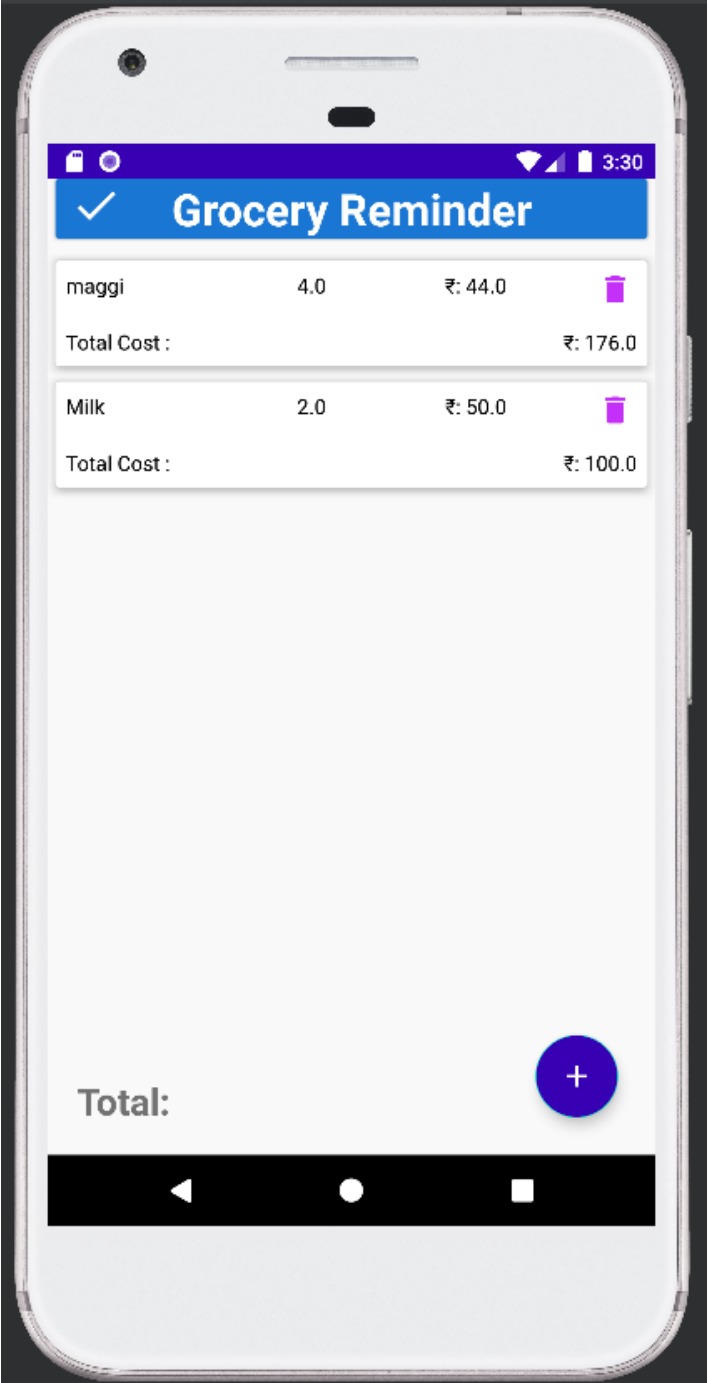 3:30
Grocery Reminder
maggi 4.0 ₹: 44.0
Total Cost : ₹: 176.0
Milk 2.0 ₹: 50.0
Total Cost : ₹: 100.0
+
Total: